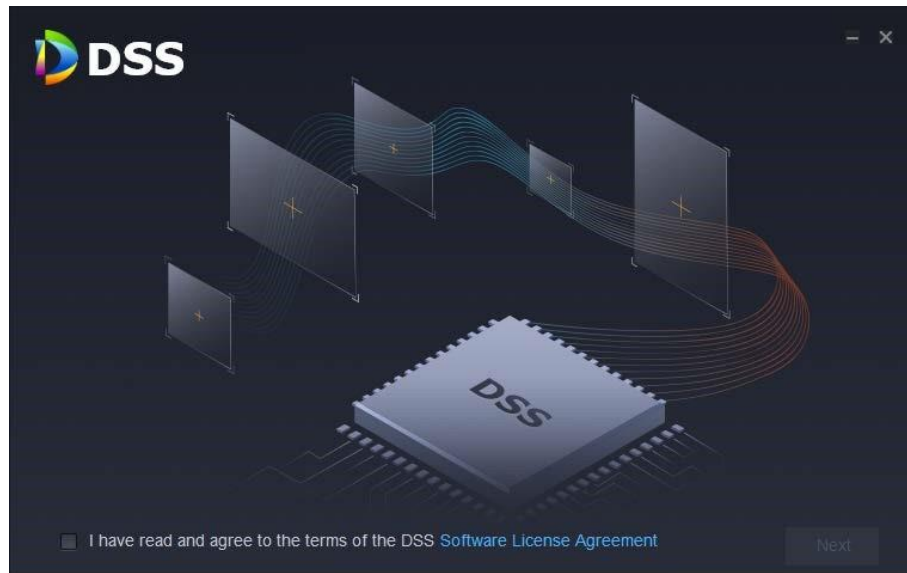 DSS
DSS
I have read and agree to the terms of the DSS Software License Agreement
Next